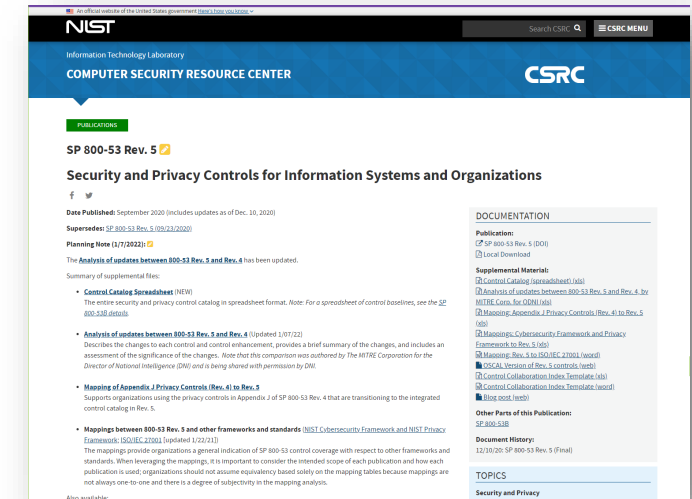 An official website of the United States government Here's how you know
NIST
Search CSRC
CSRC MENU
Information Technology Laboratory
COMPUTER SECURITY RESOURCE CENTER
CSRC
PUBLICATIONS
SP 800-53 Rev. 5
Security and Privacy Controls for Information Systems and Organizations
Date Published: September 2020 (includes updates as of Dec. 10, 2020)
Supersedes: SP 800-53 Rev. 5 (09/23/2020)
Planning Note (1/7/2022):
The Analysis of updates between 800-53 Rev. 5 and Rev. 4 has been updated.
Summary of supplemental files:
• Control Catalog Spreadsheet (NEW)
The entire security and privacy control catalog in spreadsheet format. Note: For a spreadsheet of control baselines, see the SP
800-53B details.
• Analysis of updates between 800-53 Rev. 5 and Rev. 4 (Updated 1/07/22)
Describes the changes to each control and control enhancement, provides a brief summary of the changes, and includes an
assessment of the significance of the changes. Note that this comparison was authored by The MITRE Corporation for the
Director of National Intelligence (DNI) and is being shared with permission by DNI.
• Mapping of Appendix J Privacy Controls (Rev. 4) to Rev. 5
Supports organizations using the privacy controls in Appendix J of SP 800-53 Rev. 4 that are transitioning to the integrated
control catalog in Rev. 5.
• Mappings between 800-53 Rev. 5 and other frameworks and standards (NIST Cybersecurity Framework and NIST Privacy
Framework; ISO/IEC 27001 [updated 1/22/21])
The mappings provide organizations a general indication of SP 800-53 control coverage with respect to other frameworks and
standards. When leveraging the mappings, it is important to consider the intended scope of each publication and how each
publication is used; organizations should not assume equivalency based solely on the mapping tables because mappings are
not always one-to-one and there is a degree of subjectivity in the mapping analysis.
Also available:
DOCUMENTATION
Publication:
SP 800-53 Rev. 5 (DOI)
Local Download
Supplemental Material:
Control Catalog (spreadsheet) (xls)
Analysis of updates between 800-53 Rev. 5 and Rev. 4, by
MITRE Corp. for ODNI (xls)
Mapping: Appendix J Privacy Controls (Rev. 4) to Rev. 5
(xls)
Mappings: Cybersecurity Framework and Privacy
Framework to Rev. 5 (xls)
Mapping: Rev. 5 to ISO/IEC 27001 (word)
OSCAL Version of Rev. 5 controls (web)
Control Collaboration Index Template (xls)
Control Collaboration Index Template (word)
Blog post (web)
Other Parts of this Publication:
SP 800-53B
Document History:
12/10/20: SP 800-53 Rev. 5 (Final)
TOPICS
Security and Privacy